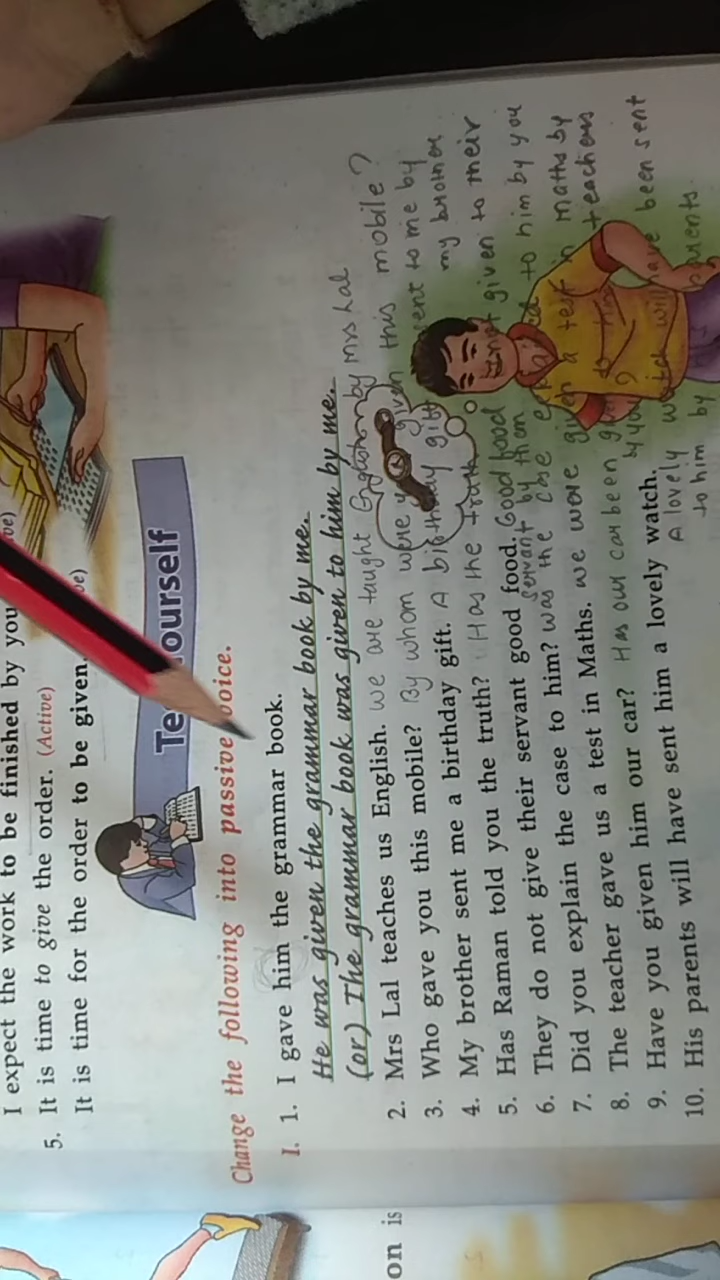 I expect the work to be finished by you
ve)
5. It is time to give the order. (Active)
It is time for the order to be given.
ve)
Te ourself
Change the following into passive voice.
I. 1. I gave him the grammar book.
He was given the grammar book by me.
(or) The grammar book was given to him by me.
2. Mrs Lal teaches us English. we are taught English by mrs Lal
3. Who gave you this mobile? By whom were given this mobile?
4. My brother sent me a birthday gift. A birthday gift sent to me by my brother
5. Has Raman told you the truth? Has the truth
6. They do not give their servant good food. Good food not given to their servant by them
7. Did you explain the case to him? was the case to him by you
8. The teacher gave us a test in Maths. we were given a test in maths by teachers
9. Have you given him our car? Has our car been by you
10. His parents will have sent him a lovely watch. A lovely watch will have been sent to him by parents.
on is